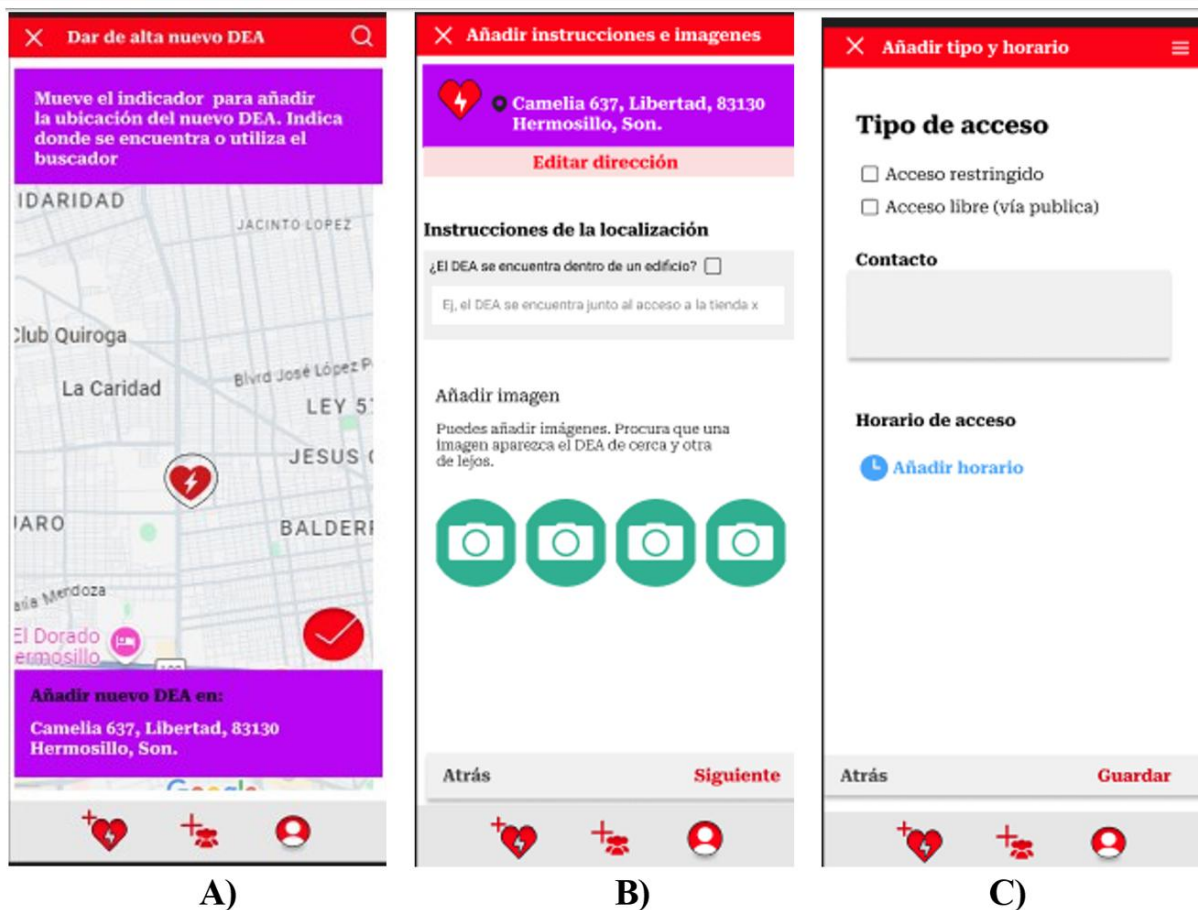 Dar de alta nuevo DEA
Mueve el indicador para añadir
la ubicación del nuevo DEA. Indica
donde se encuentra o utiliza el
buscador
IDARIDAD
JACINTO LOPEZ
Club Quiroga
La Caridad
Blvrd José López P
LEY 57
JESUS
ARO
BALDER
aría Mendoza
El Dorado
ermosillo
Añadir nuevo DEA en:
Camelia 637, Libertad, 83130
Hermosillo, Son.
Google
A)
Añadir instrucciones e imagenes
Camelia 637, Libertad, 83130
Hermosillo, Son.
Editar dirección
Instrucciones de la localización
¿El DEA se encuentra dentro de un edificio?
Ej, el DEA se encuentra junto al acceso a la tienda x
Añadir imagen
Puedes añadir imágenes. Procura que una
imagen aparezca el DEA de cerca y otra
de lejos.
Atrás Siguiente
B)
Añadir tipo y horario
Tipo de acceso
Acceso restringido
Acceso libre (vía publica)
Contacto
Horario de acceso
Añadir horario
Atrás Guardar
C)